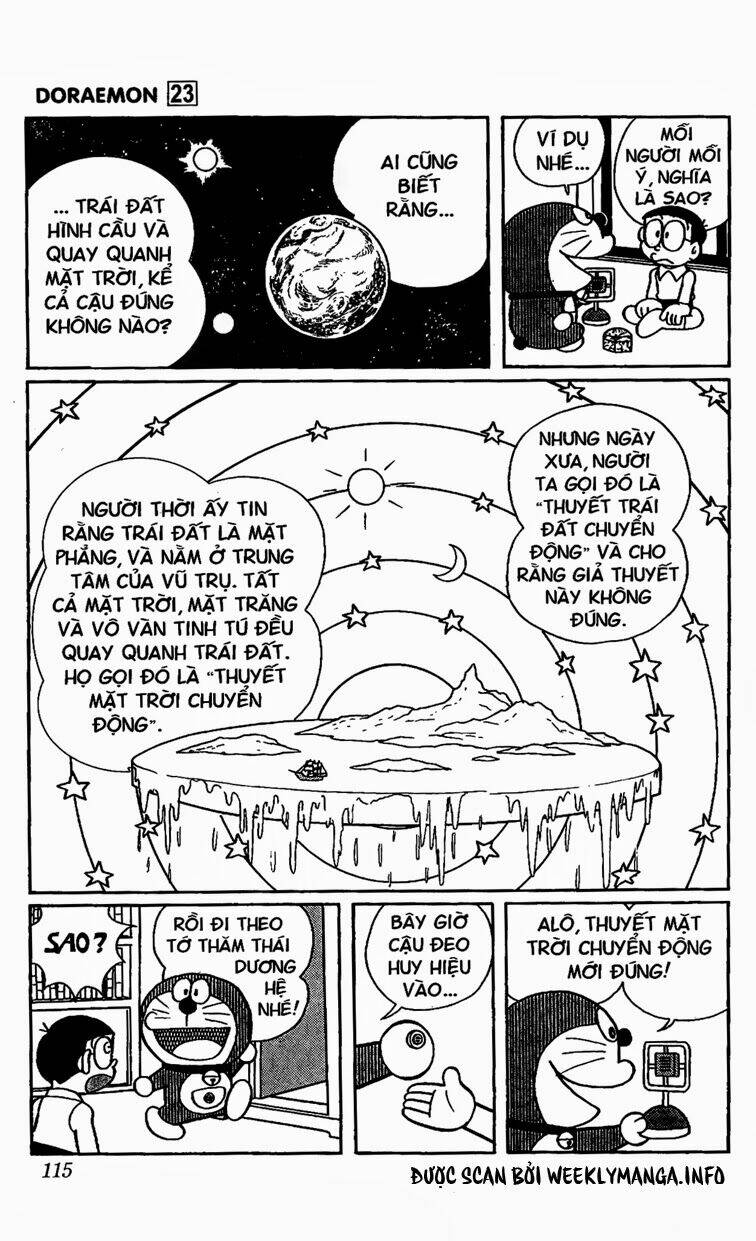 DORAEMON 23
MỖI
NGƯỜI MỖI
Ý, NGHĨA
LÀ SAO?
VÍ DỤ
NHÉ...
AI CŨNG
BIẾT
RẰNG...
... TRÁI ĐẤT
HÌNH CẦU VÀ
QUAY QUANH
MẶT TRỜI, KỂ
CẢ CẬU ĐÚNG
KHÔNG NÀO?
NHƯNG NGÀY
XƯA, NGƯỜI
TA GỌI ĐÓ LÀ
“THUYẾT TRÁI
ĐẤT CHUYỂN
ĐỘNG” VÀ CHO
RẰNG GIẢ THUYẾT
NÀY KHÔNG
ĐÚNG.
NGƯỜI THỜI ẤY TIN
RẰNG TRÁI ĐẤT LÀ MẶT
PHẲNG, VÀ NẰM Ở TRUNG
TÂM CỦA VŨ TRỤ. TẤT
CẢ MẶT TRỜI, MẶT TRĂNG
VÀ VÔ VÀN TINH TÚ ĐỀU
QUAY QUANH TRÁI ĐẤT.
HỌ GỌI ĐÓ LÀ “THUYẾT
MẶT TRỜI CHUYỂN
ĐỘNG”.
ALÔ, THUYẾT MẶT
TRỜI CHUYỂN ĐỘNG
MỚI ĐÚNG!
BÂY GIỜ
CẬU ĐEO
HUY HIỆU
VÀO...
RỒI ĐI THEO
TỚ THĂM THÁI
DƯƠNG
HỆ
NHÉ!
SAO?
115
ĐƯỢC SCAN BỞI WEEKLYMANGA.INFO